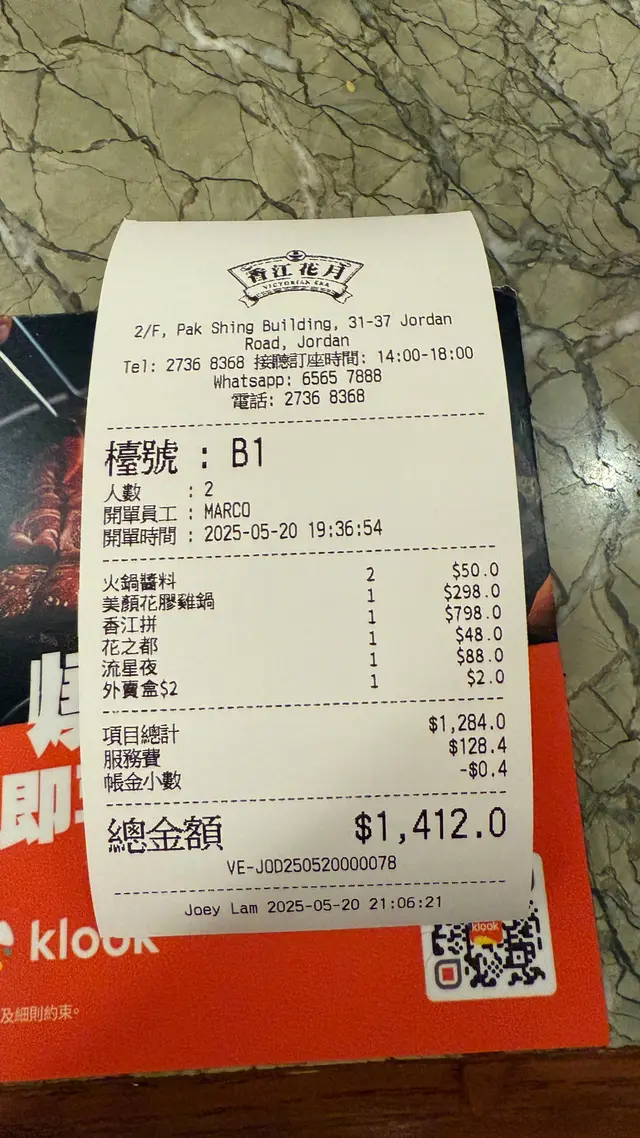 香江花月
VICTORIAN ERA
2/F, Pak Shing Building, 31-37 Jordan
Road, Jordan
Tel: 2736 8368 接聽訂座時間: 14:00-18:00
Whatsapp: 6565 7888
電話: 2736 8368
檯號 : B1
人數 : 2
開單員工 : MARCO
開單時間 : 2025-05-20 19:36:54
火鍋醬料 2 $50.0
美顏花膠雞鍋 1 $298.0
香江拼 1 $798.0
花之都 1 $48.0
流星夜 1 $88.0
外賣盒$2 1 $2.0
項目總計 $1,284.0
服務費 $128.4
帳金小數 -$0.4
總金額 $1,412.0
VE-JOD250520000078
Joey Lam 2025-05-20 21:06:21
即
klook
klook
及細則約束。